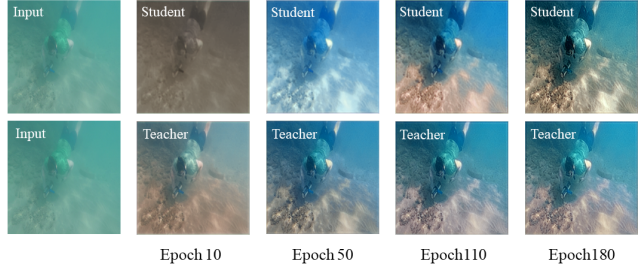 Input
Student
Student
Student
Student
Input
Teacher
Teacher
Teacher
Teacher
Epoch 10
Epoch 50
Epoch110
Epoch180